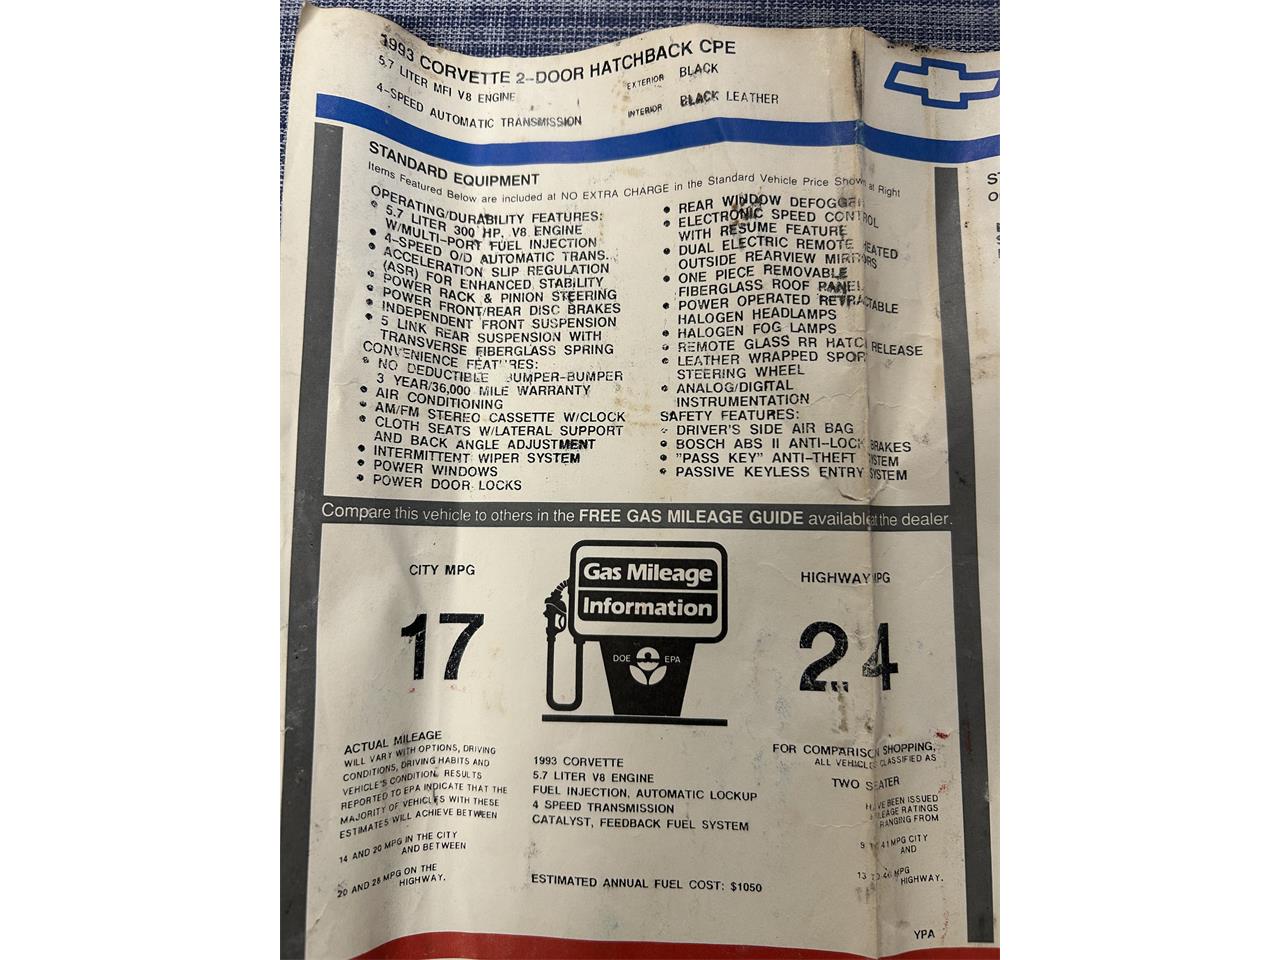 1993 CORVETTE 2-DOOR HATCHBACK CPE
5.7 LITER MFI V8 ENGINE
EXTERIOR BLACK
4-SPEED AUTOMATIC TRANSMISSION
INTERIOR BLACK LEATHER
STANDARD EQUIPMENT
Items Featured Below are included at NO EXTRA CHARGE in the Standard Vehicle Price Shown at Right
OPERATING/DURABILITY FEATURES:
• 5.7 LITER 300 HP. V8 ENGINE
W/MULTI-PORT FUEL INJECTION
• 4-SPEED O/D AUTOMATIC TRANS.
• ACCELERATION SLIP REGULATION
(ASR) FOR ENHANCED STABILITY
• POWER RACK & PINION STEERING
• POWER FRONT/REAR DISC BRAKES
• INDEPENDENT FRONT SUSPENSION
• 5 LINK REAR SUSPENSION WITH
TRANSVERSE FIBERGLASS SPRING
CONVENIENCE FEATURES:
• NO DEDUCTIBLE BUMPER-BUMPER
3 YEAR/36,000 MILE WARRANTY
• AIR CONDITIONING
• AM/FM STEREO CASSETTE W/CLOCK
• CLOTH SEATS W/LATERAL SUPPORT
AND BACK ANGLE ADJUSTMENT
• INTERMITTENT WIPER SYSTEM
• POWER WINDOWS
• POWER DOOR LOCKS
• REAR WINDOW DEFOGGER
• ELECTRONIC SPEED CONTROL
WITH RESUME FEATURE
• DUAL ELECTRIC REMOTE HEATED
OUTSIDE REARVIEW MIRRORS
• ONE PIECE REMOVABLE
FIBERGLASS ROOF PANEL
• POWER OPERATED RETRACTABLE
HALOGEN HEADLAMPS
• HALOGEN FOG LAMPS
• REMOTE GLASS RR HATCH RELEASE
• LEATHER WRAPPED SPORT
STEERING WHEEL
• ANALOG/DIGITAL
INSTRUMENTATION
SAFETY FEATURES:
• DRIVER'S SIDE AIR BAG
• BOSCH ABS II ANTI-LOCK BRAKES
• "PASS KEY" ANTI-THEFT SYSTEM
• PASSIVE KEYLESS ENTRY SYSTEM
Compare this vehicle to others in the FREE GAS MILEAGE GUIDE available at the dealer.
CITY MPG
17
Gas Mileage
Information
DOE EPA
HIGHWAY MPG
24
ACTUAL MILEAGE
WILL VARY WITH OPTIONS, DRIVING
CONDITIONS, DRIVING HABITS AND
VEHICLE'S CONDITION. RESULTS
REPORTED TO EPA INDICATE THAT THE
MAJORITY OF VEHICLES WITH THESE
ESTIMATES WILL ACHIEVE BETWEEN
14 AND 20 MPG IN THE CITY
AND BETWEEN
20 AND 28 MPG ON THE
HIGHWAY.
1993 CORVETTE
5.7 LITER V8 ENGINE
FUEL INJECTION, AUTOMATIC LOCKUP
4 SPEED TRANSMISSION
CATALYST, FEEDBACK FUEL SYSTEM
ESTIMATED ANNUAL FUEL COST: $1050
FOR COMPARISON SHOPPING,
ALL VEHICLES CLASSIFIED AS
TWO SEATER
HAVE BEEN ISSUED
MILEAGE RATINGS
RANGING FROM
9 TO 41 MPG CITY
AND
13 TO 46 MPG
HIGHWAY.
YPA